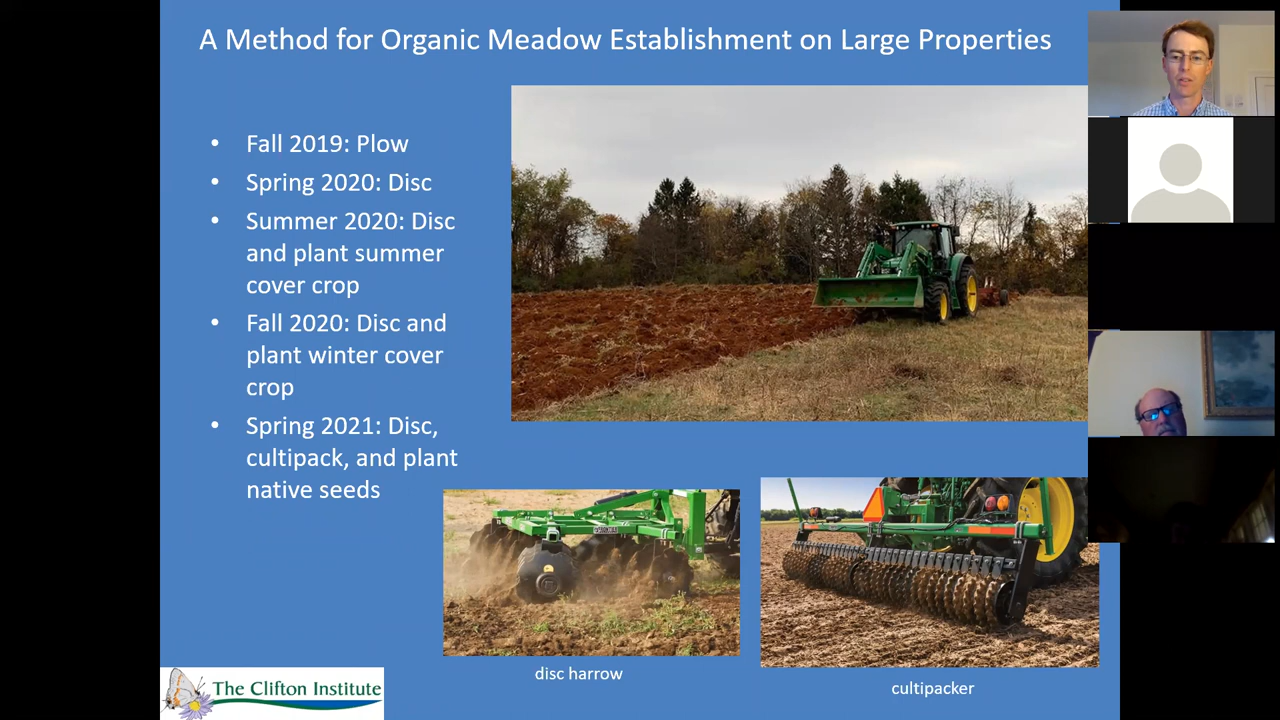 A Method for Organic Meadow Establishment on Large Properties
• Fall 2019: Plow
• Spring 2020: Disc
• Summer 2020: Disc
and plant summer
cover crop
• Fall 2020: Disc and
plant winter cover
crop
• Spring 2021: Disc,
cultipack, and plant
native seeds
disc harrow
cultipacker
The Clifton Institute